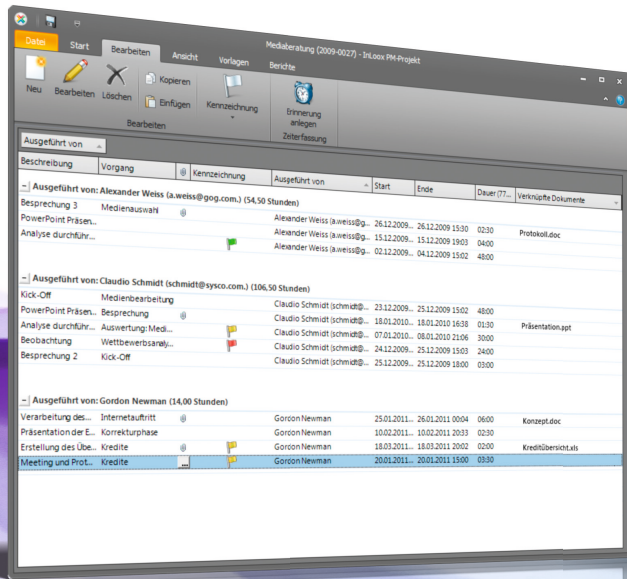 Mediaberatung (2009-0027) - InLoox PM-Projekt
Datei Start Bearbeiten Ansicht Vorlagen Berichte
Neu Bearbeiten Löschen Kopieren Einfügen Kennzeichnung Erinnerung anlegen
Bearbeiten Zeiterfassung
Ausgeführt von
Beschreibung Vorgang Kennzeichnung Ausgeführt von Start Ende Dauer (77... Verknüpfte Dokumente
Ausgeführt von: Alexander Weiss (a.weiss@gog.com.) (54,50 Stunden)
Besprechung 3 Medienauswahl Alexander Weiss (a.weiss@g... 26.12.2009... 26.12.2009 15:30 02:30 Protokoll.doc
PowerPoint Präsen... Alexander Weiss (a.weiss@g... 15.12.2009... 15.12.2009 19:03 04:00
Analyse durchführ... Alexander Weiss (a.weiss@g... 02.12.2009... 04.12.2009 15:02 48:00
Ausgeführt von: Claudio Schmidt (schmidt@sysco.com.) (106,50 Stunden)
Kick-Off Medienbearbeitung Claudio Schmidt (schmidt@... 23.12.2009... 25.12.2009 15:02 48:00
PowerPoint Präsen... Besprechung Claudio Schmidt (schmidt@... 18.01.2010... 18.01.2010 16:38 01:30 Präsentation.ppt
Analyse durchführ... Auswertung: Medi... Claudio Schmidt (schmidt@... 07.01.2010... 08.01.2010 21:06 30:00
Beobachtung Wettbewerbsanaly... Claudio Schmidt (schmidt@... 24.12.2009... 25.12.2009 15:03 24:00
Besprechung 2 Kick-Off Claudio Schmidt (schmidt@... 25.12.2009... 25.12.2009 18:00 03:00
Ausgeführt von: Gordon Newman (14,00 Stunden)
Verarbeitung des... Internetauftritt Gordon Newman 25.01.2011... 26.01.2011 00:04 06:00 Konzept.doc
Präsentation der E... Korrekturphase Gordon Newman 10.02.2011... 10.02.2011 20:33 02:30
Erstellung des Übe... Kredite Gordon Newman 18.03.2011... 18.03.2011 20:02 02:00 Kreditübersicht.xls
Meeting und Prot... Kredite ... Gordon Newman 20.01.2011... 20.01.2011 15:00 03:30